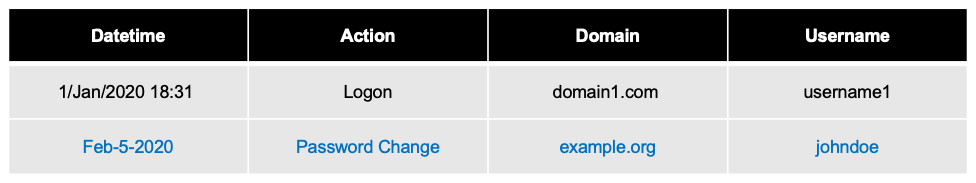 Datetime Action Domain Username
1/Jan/2020 18:31 Logon domain1.com username1
Feb-5-2020 Password Change example.org johndoe